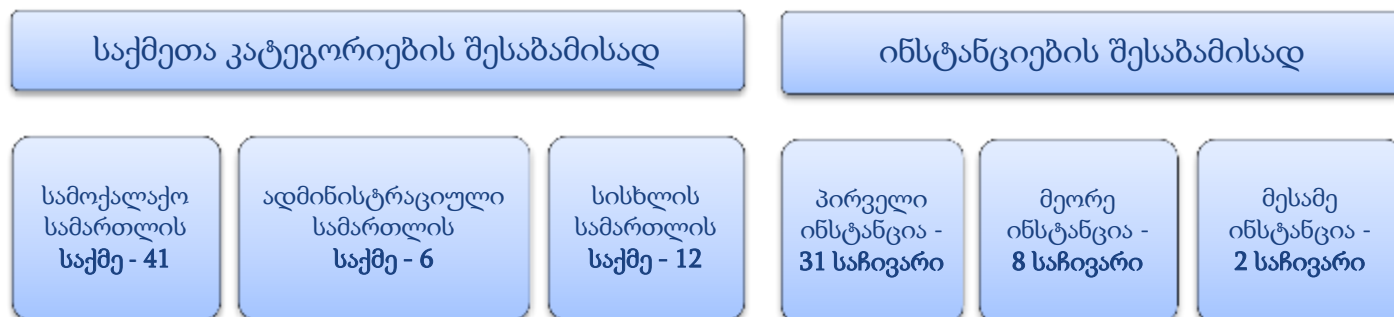 საქმეთა კატეგორიების შესაბამისად
ინსტანციების შესაბამისად
სამოქალაქო
სამართლის
საქმე - 41
ადმინისტრაციული
სამართლის
საქმე - 6
სისხლის
სამართლის
საქმე - 12
პირველი
ინსტანცია -
31 საჩივარი
მეორე
ინსტანცია -
8 საჩივარი
მესამე
ინსტანცია -
2 საჩივარი